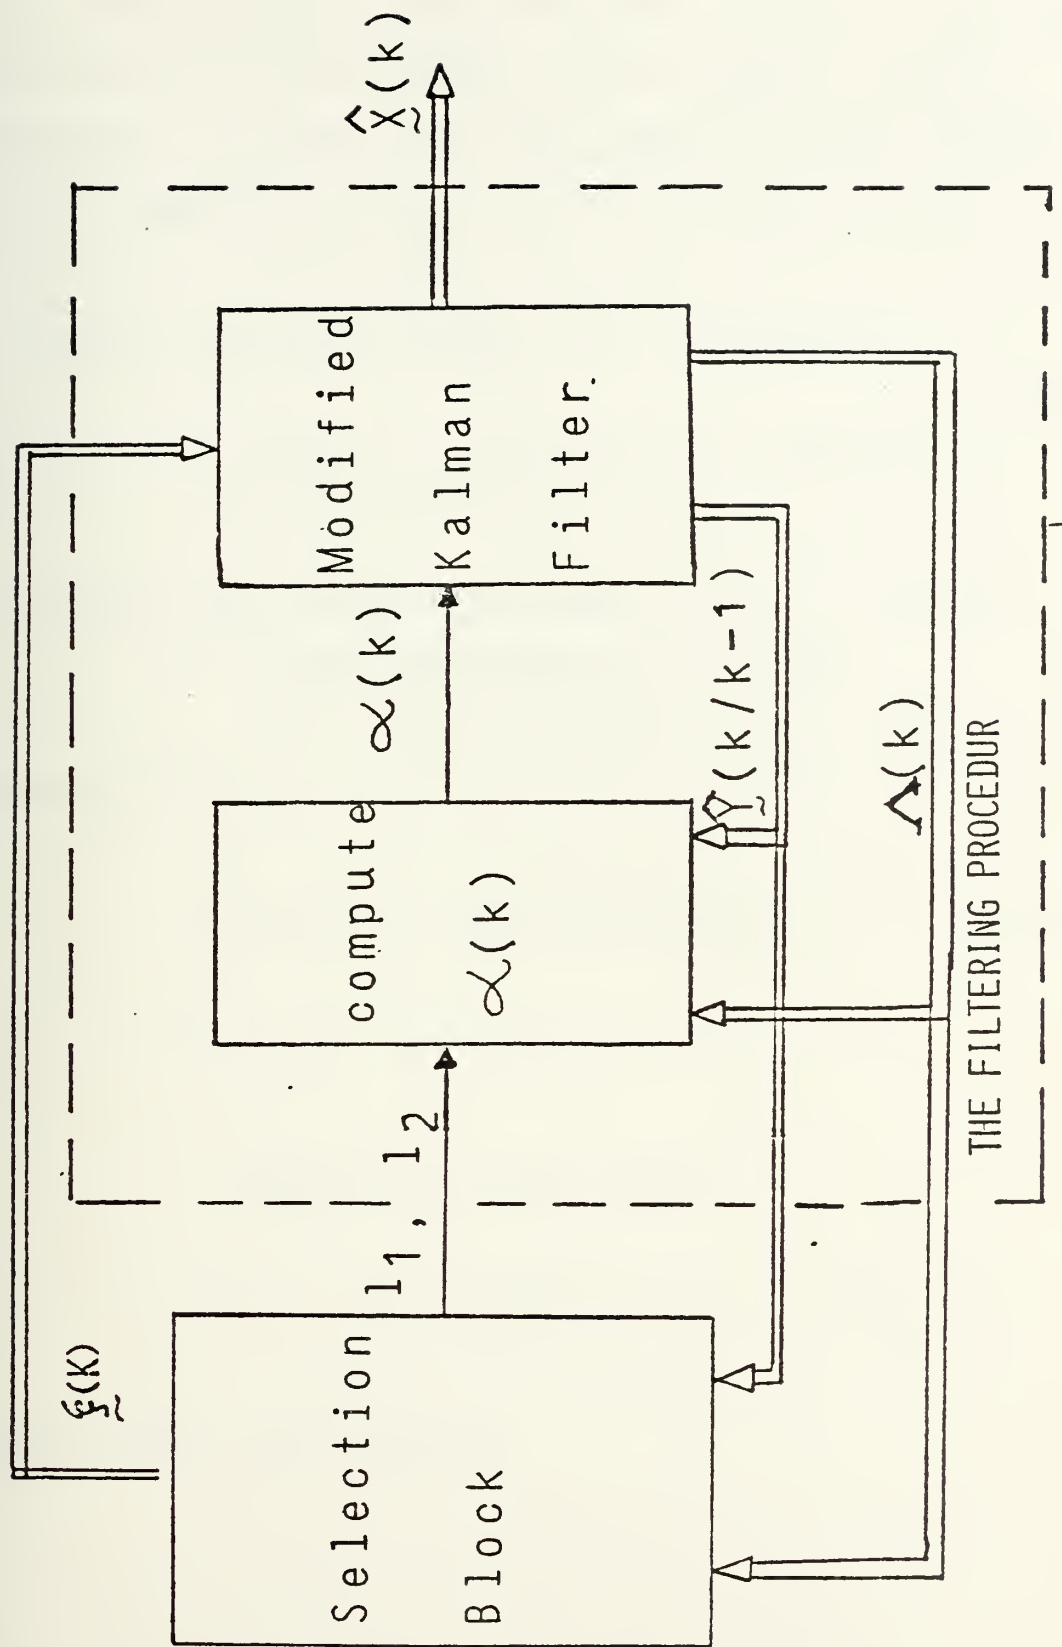 ξ(K)
Selection
Block
l1, l2
compute
α(k)
α(k)
Modified
Kalman
Filter.
X̂(k)
Ŷ(k/k-1)
Λ(k)
THE FILTERING PROCEDUR